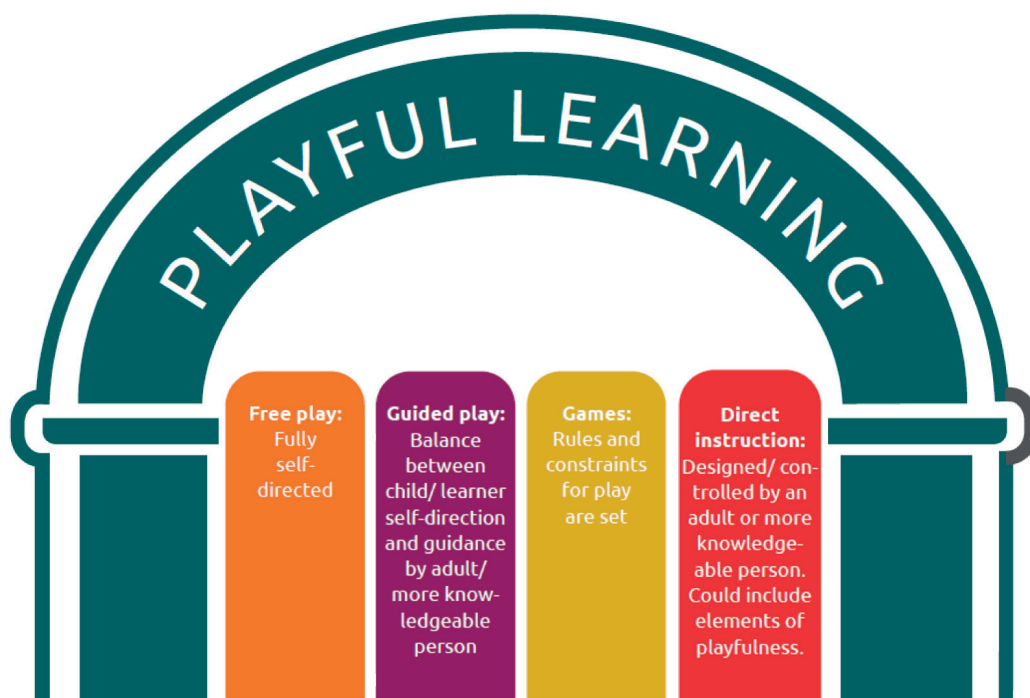 PLAYFUL LEARNING
Free play:
Fully
self-
directed
Guided play:
Balance
between
child/ learner
self-direction
and guidance
by adult/
more know-
ledgeable
person
Games:
Rules and
constraints
for play
are set
Direct
instruction:
Designed/ con-
trolled by an
adult or more
knowledge-
able person.
Could include
elements of
playfulness.